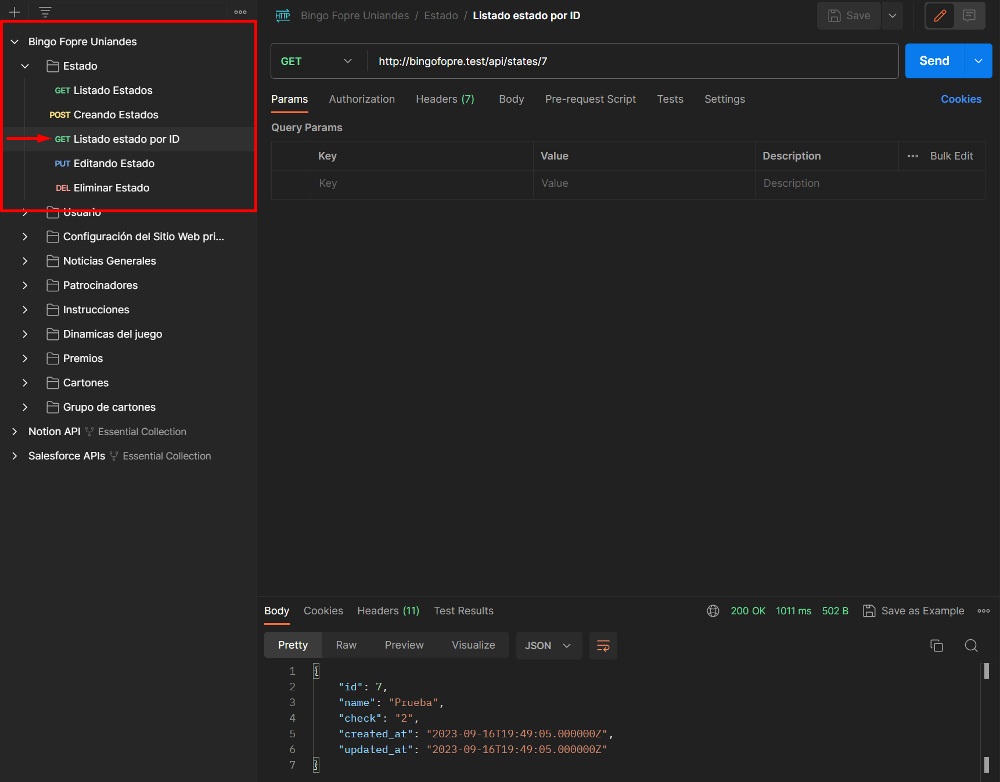 Bingo Fopre Uniandes
Estado
GET Listado Estados
POST Creando Estados
GET Listado estado por ID
PUT Editando Estado
DEL Eliminar Estado
Usuario
Configuración del Sitio Web pri...
Noticias Generales
Patrocinadores
Instrucciones
Dinamicas del juego
Premios
Cartones
Grupo de cartones
Notion API Essential Collection
Salesforce APIs Essential Collection
HTTP Bingo Fopre Uniandes / Estado / Listado estado por ID
Save
GET http://bingofopre.test/api/states/7
Send
Params Authorization Headers (7) Body Pre-request Script Tests Settings Cookies
Query Params
Key Value Description Bulk Edit
Key Value Description
Body Cookies Headers (11) Test Results 200 OK 1011 ms 502 B Save as Example
Pretty Raw Preview Visualize JSON
1 {
2 "id": 7,
3 "name": "Prueba",
4 "check": "2",
5 "created_at": "2023-09-16T19:49:05.000000Z",
6 "updated_at": "2023-09-16T19:49:05.000000Z"
7 }